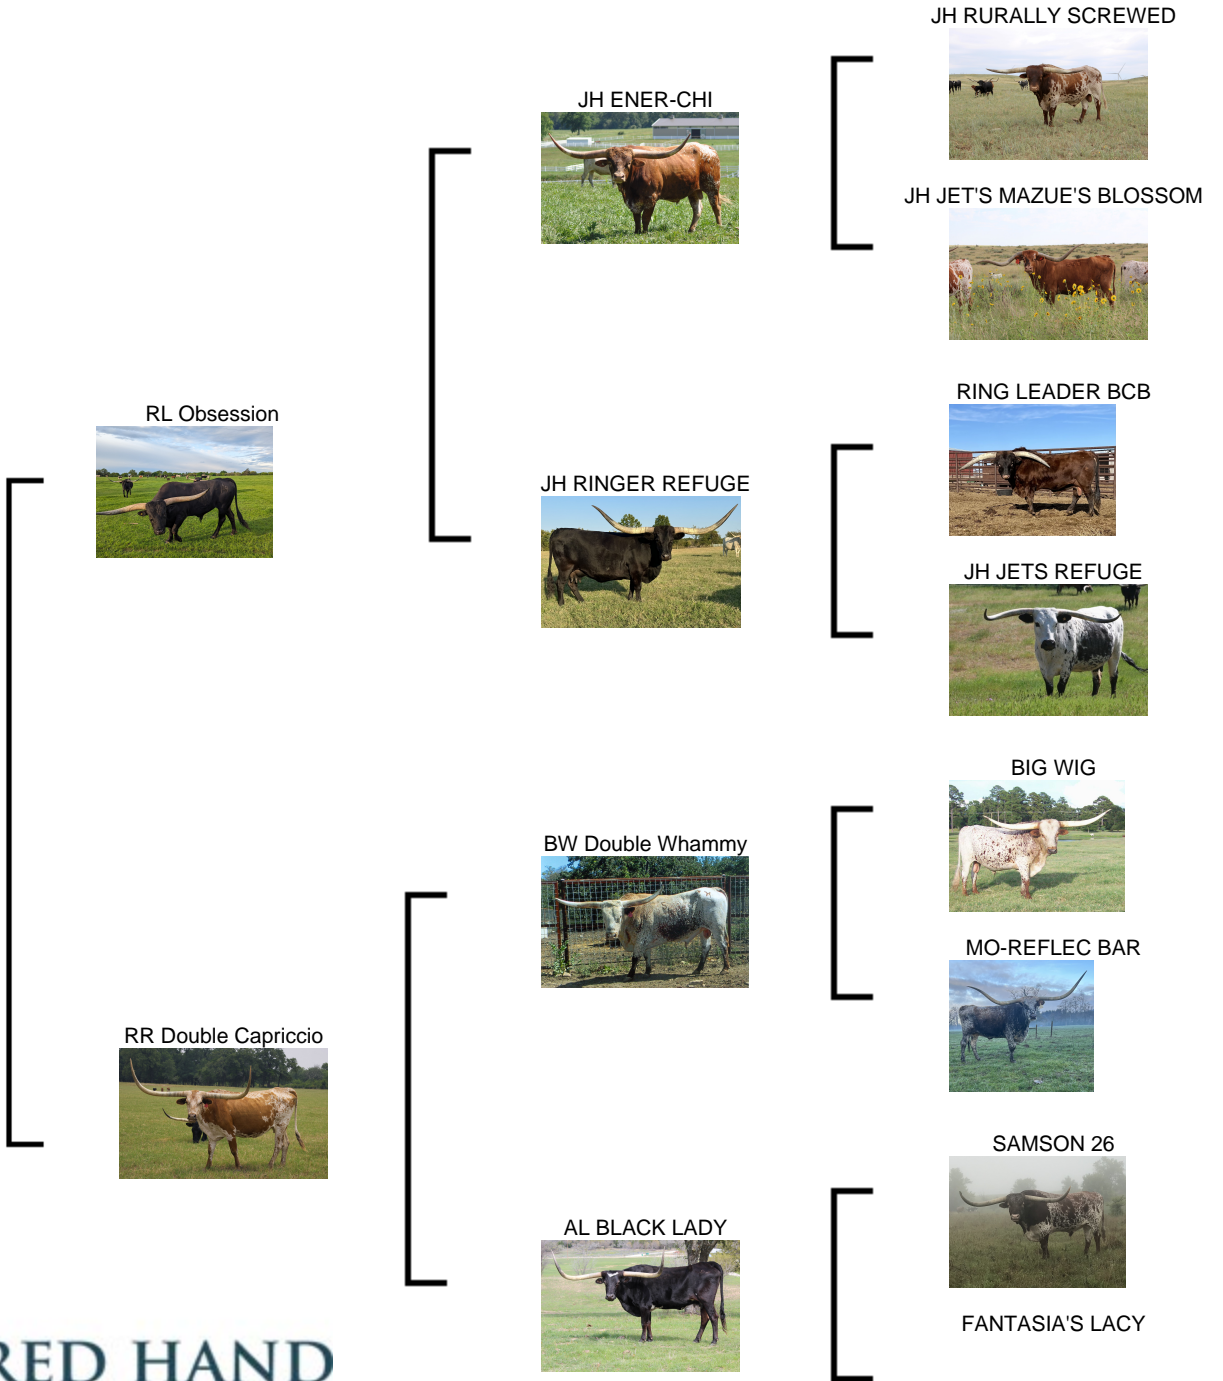 JH RURALLY SCREWED
JH ENER-CHI
JH JET'S MAZUE'S BLOSSOM
RL Obsession
RING LEADER BCB
JH RINGER REFUGE
JH JETS REFUGE
BIG WIG
BW Double Whammy
MO-REFLEC BAR
RR Double Capriccio
SAMSON 26
AL BLACK LADY
FANTASIA'S LACY
RED HAND